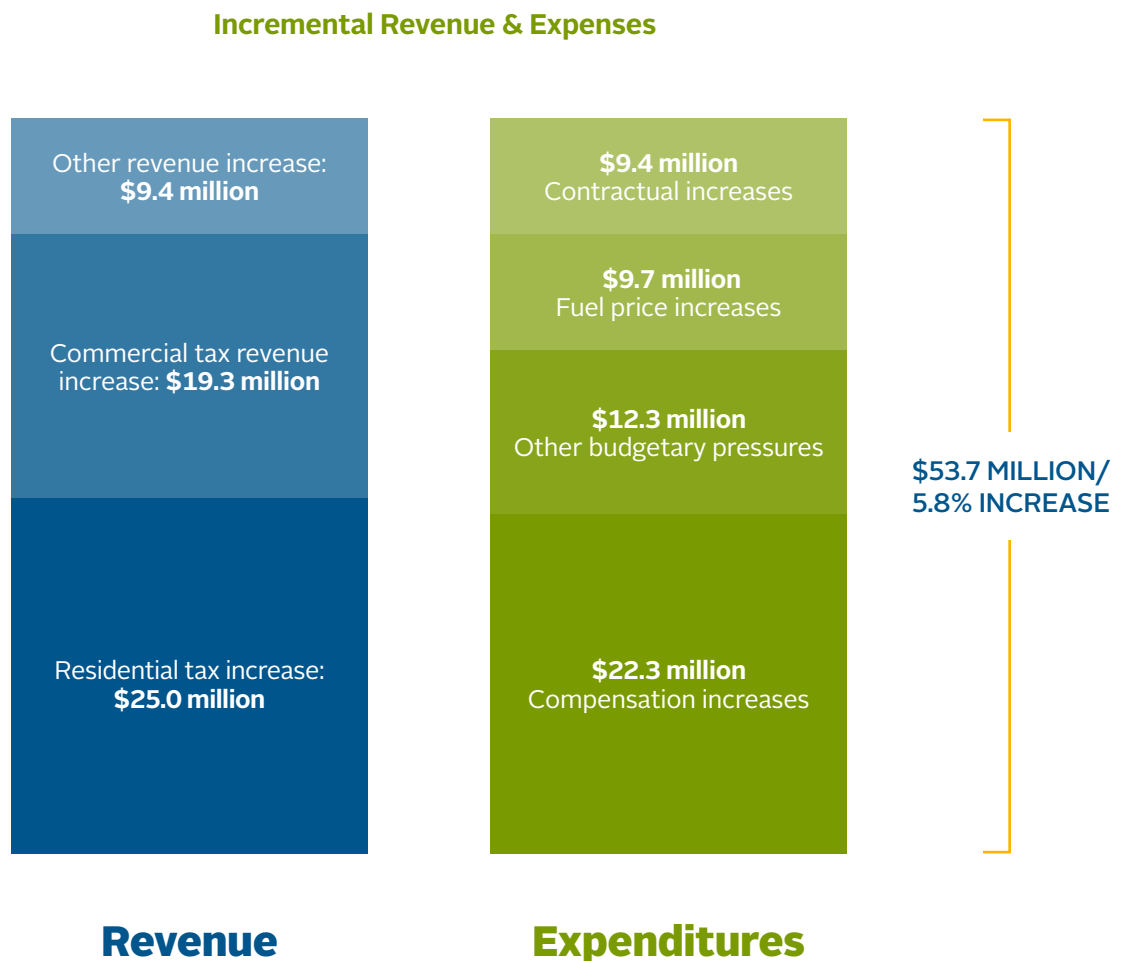 Incremental Revenue & Expenses
Other revenue increase:
$9.4 million
Commercial tax revenue
increase: $19.3 million
Residential tax increase:
$25.0 million
Revenue
$9.4 million
Contractual increases
$9.7 million
Fuel price increases
$12.3 million
Other budgetary pressures
$22.3 million
Compensation increases
Expenditures
$53.7 MILLION/
5.8% INCREASE